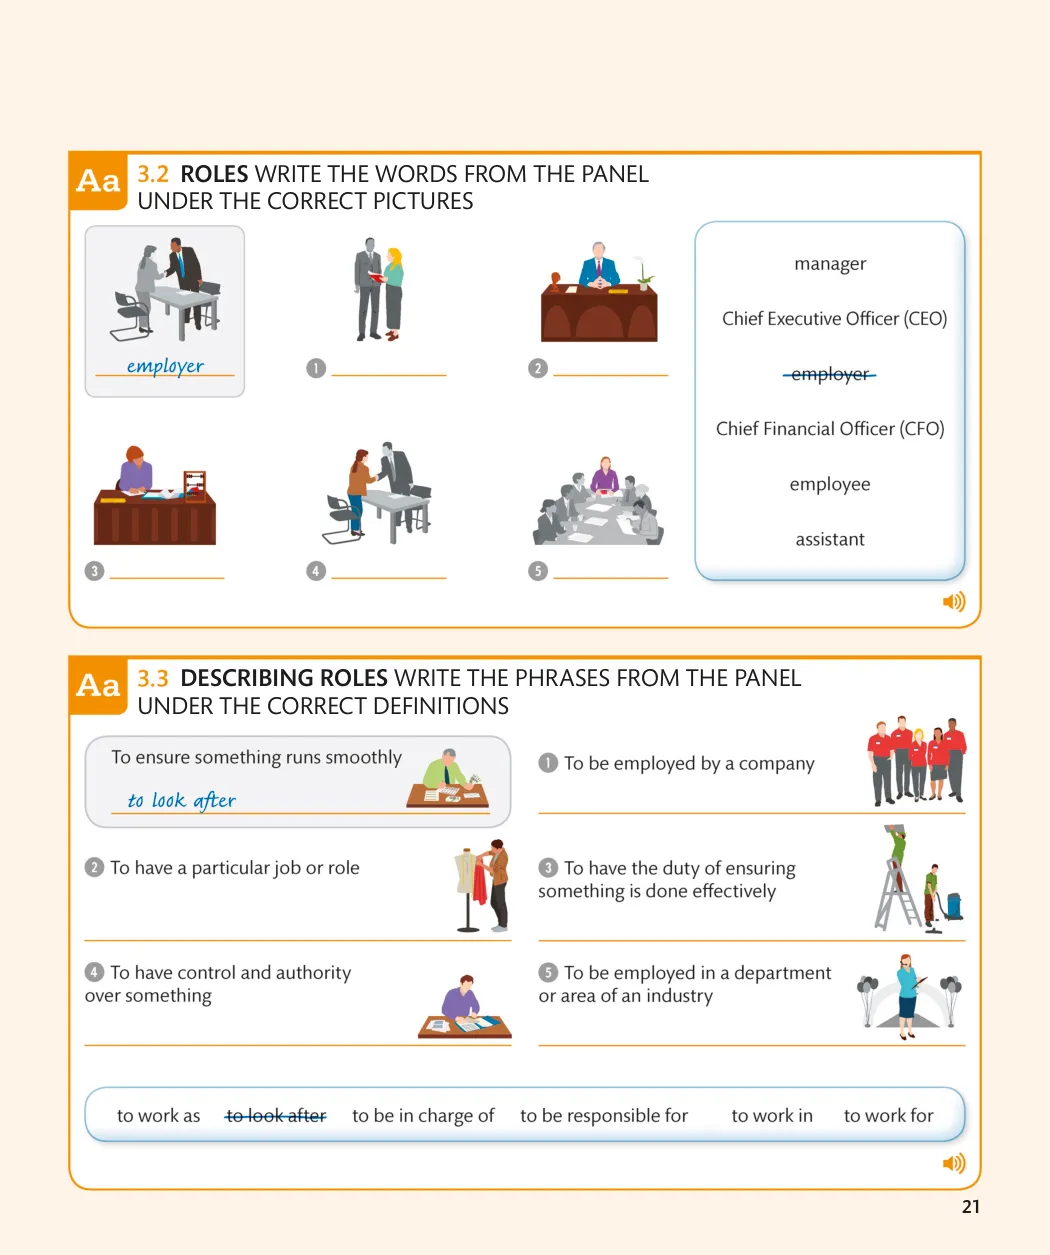 Aa
3.2 ROLES WRITE THE WORDS FROM THE PANEL
UNDER THE CORRECT PICTURES
employer
1
2
3
4
5
manager
Chief Executive Officer (CEO)
employer
Chief Financial Officer (CFO)
employee
assistant
Aa
3.3 DESCRIBING ROLES WRITE THE PHRASES FROM THE PANEL
UNDER THE CORRECT DEFINITIONS
To ensure something runs smoothly
to look after
1 To be employed by a company
2 To have a particular job or role
3 To have the duty of ensuring
something is done effectively
4 To have control and authority
over something
5 To be employed in a department
or area of an industry
to work as to look after to be in charge of to be responsible for to work in to work for
21